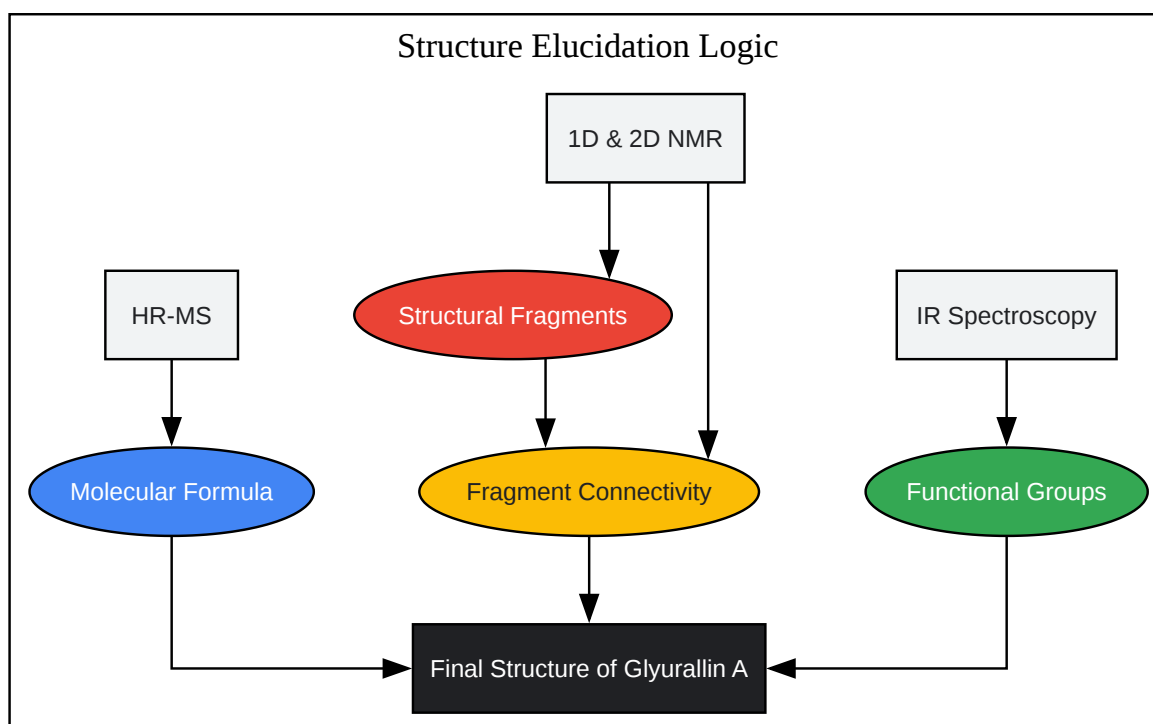 Structure Elucidation Logic
1D & 2D NMR
HR-MS
Structural Fragments
IR Spectroscopy
Molecular Formula
Fragment Connectivity
Functional Groups
Final Structure of Glyurallin A